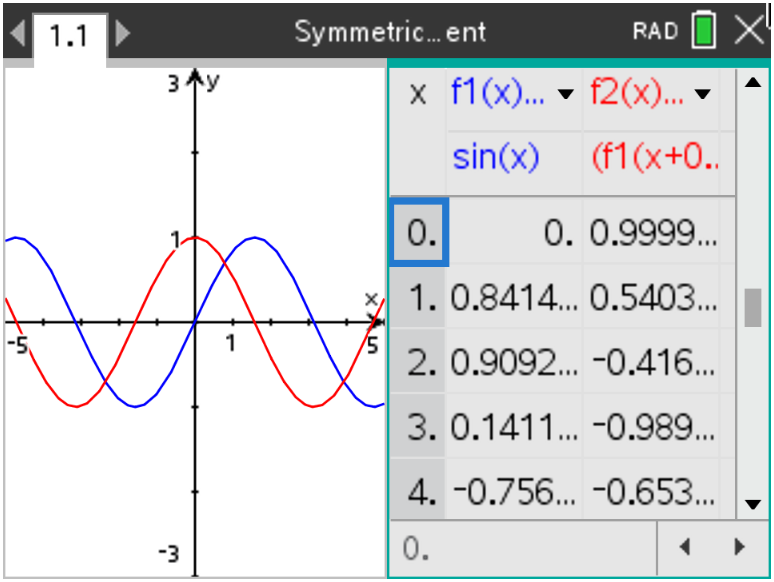 1.1 Symmetric...ent RAD
3 y
1
x
-5 1 5
-3
x f1(x)... f2(x)...
sin(x) (f1(x+0..
0. 0. 0.9999...
1. 0.8414... 0.5403...
2. 0.9092... -0.416...
3. 0.1411... -0.989...
4. -0.756... -0.653...
0.